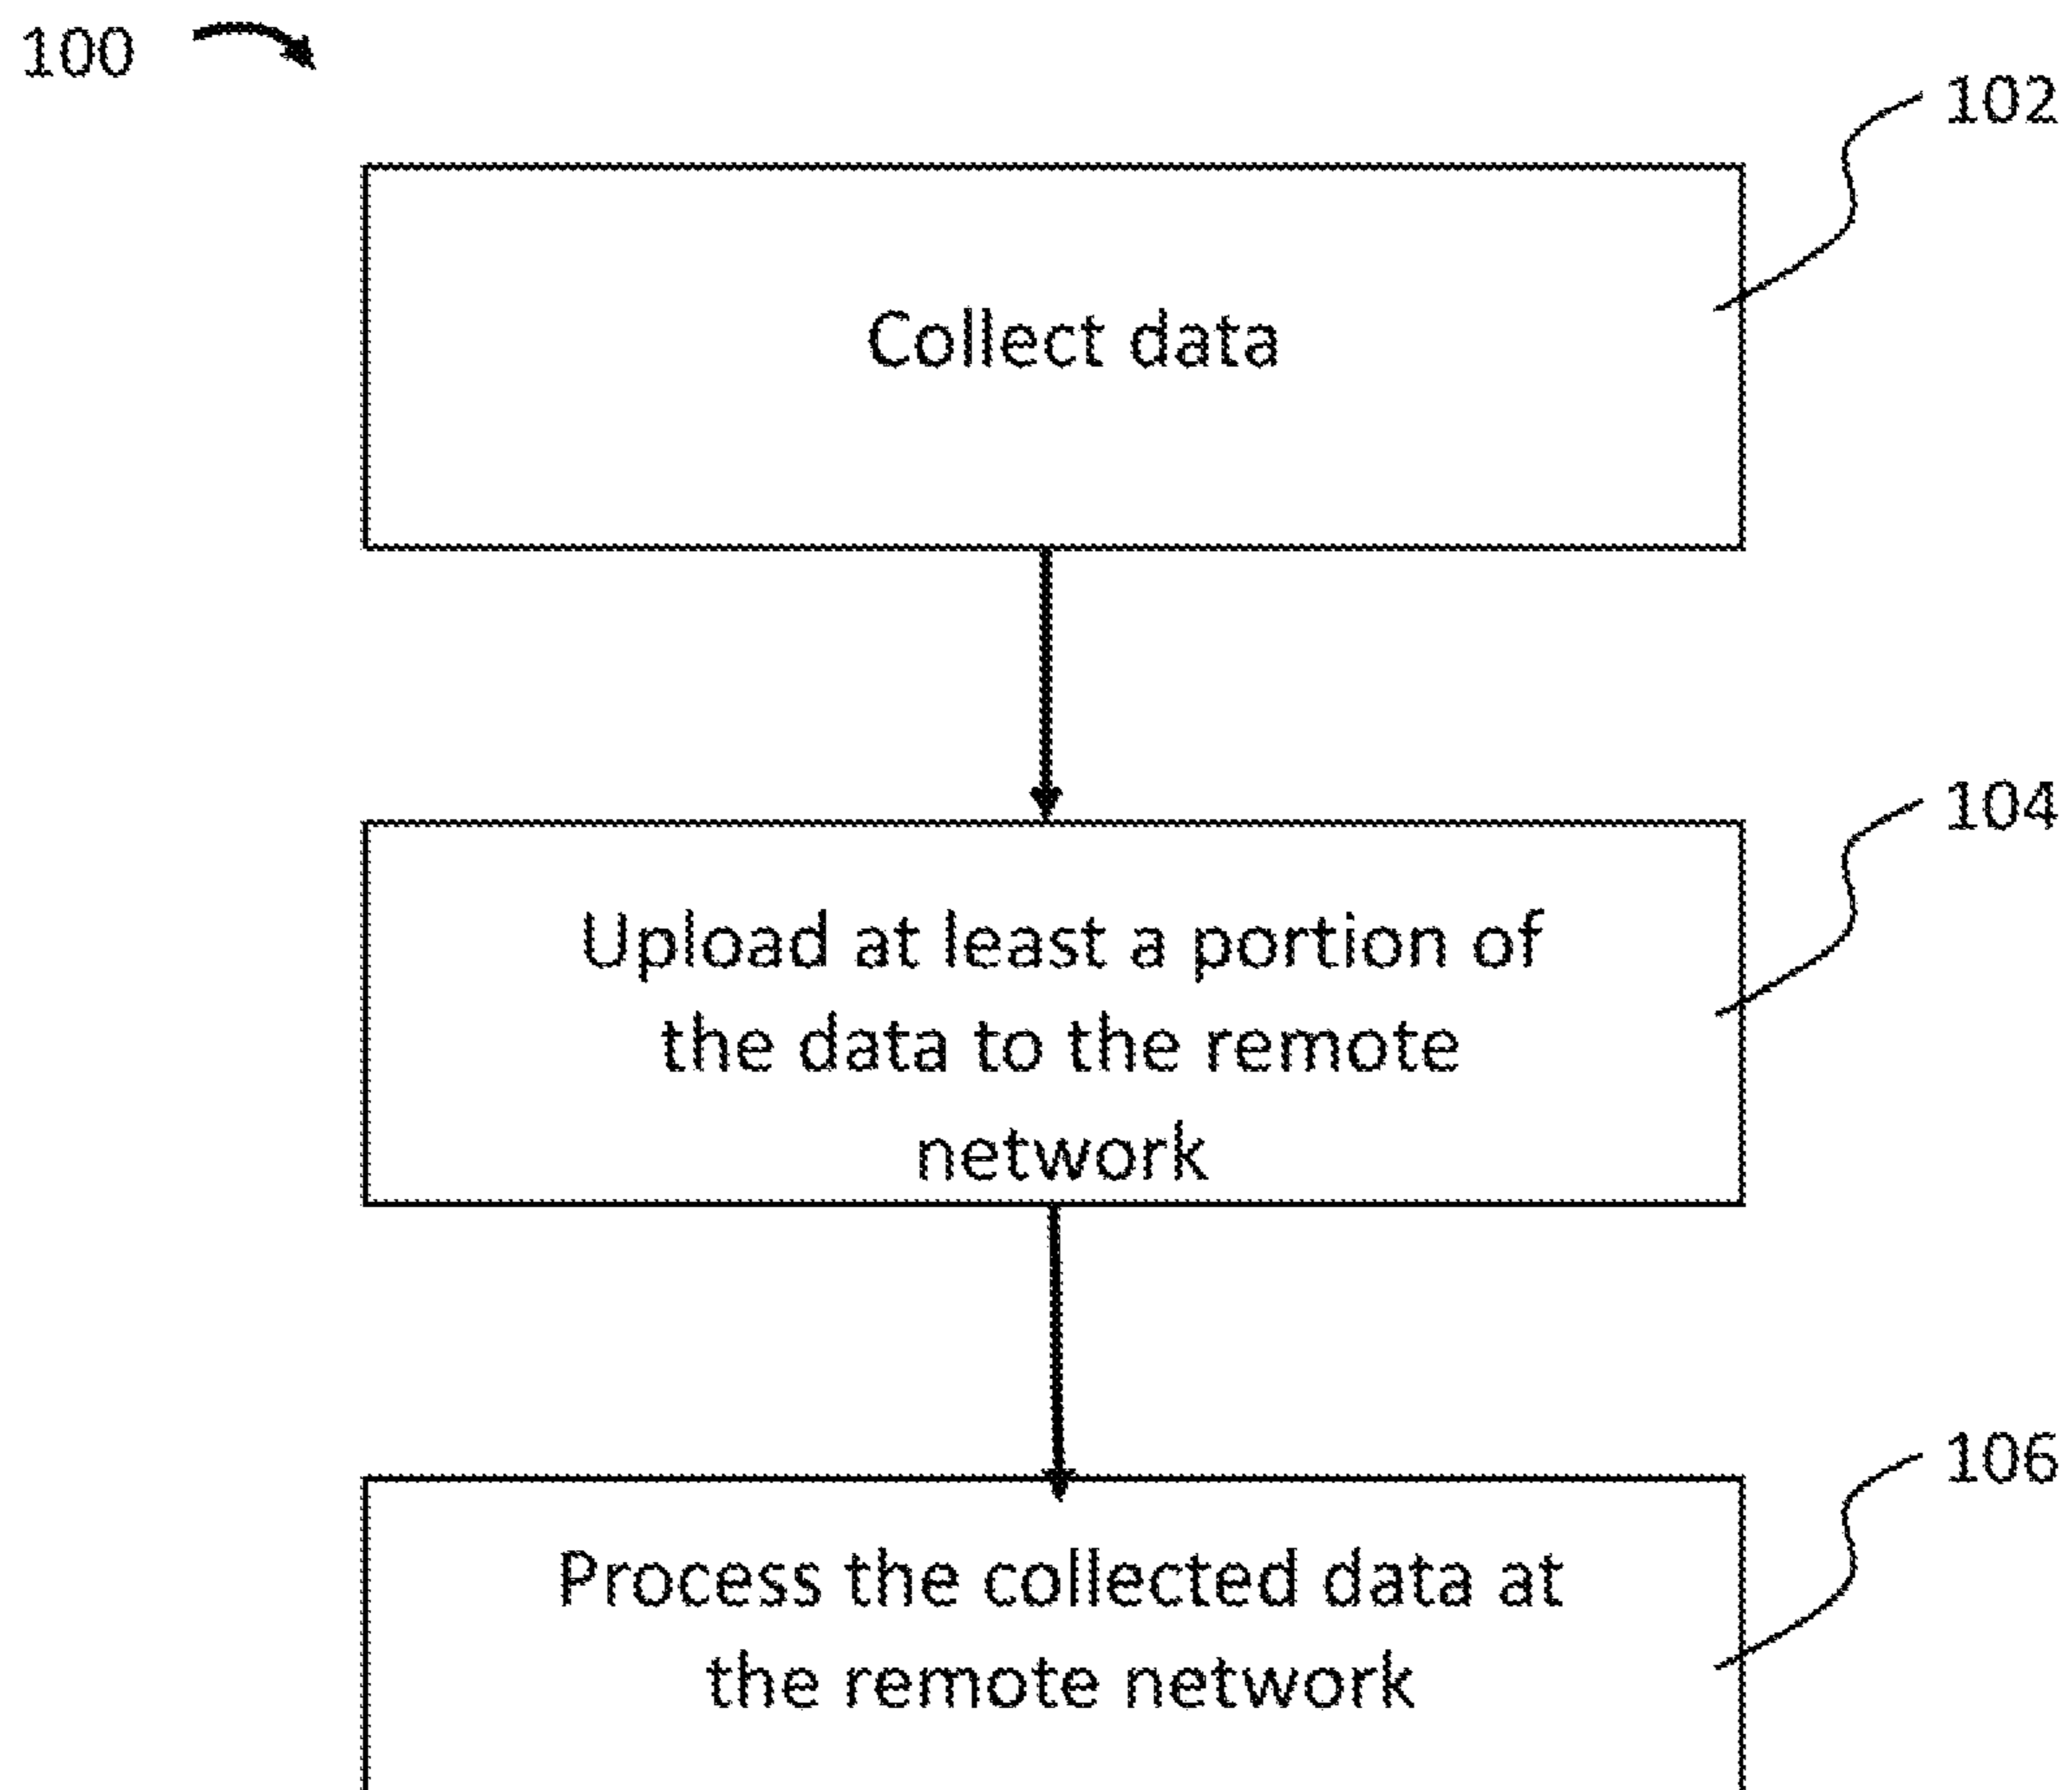 100
102
Collect data
104
Upload at least a portion of
the data to the remote
network
106
Process the collected data at
the remote network